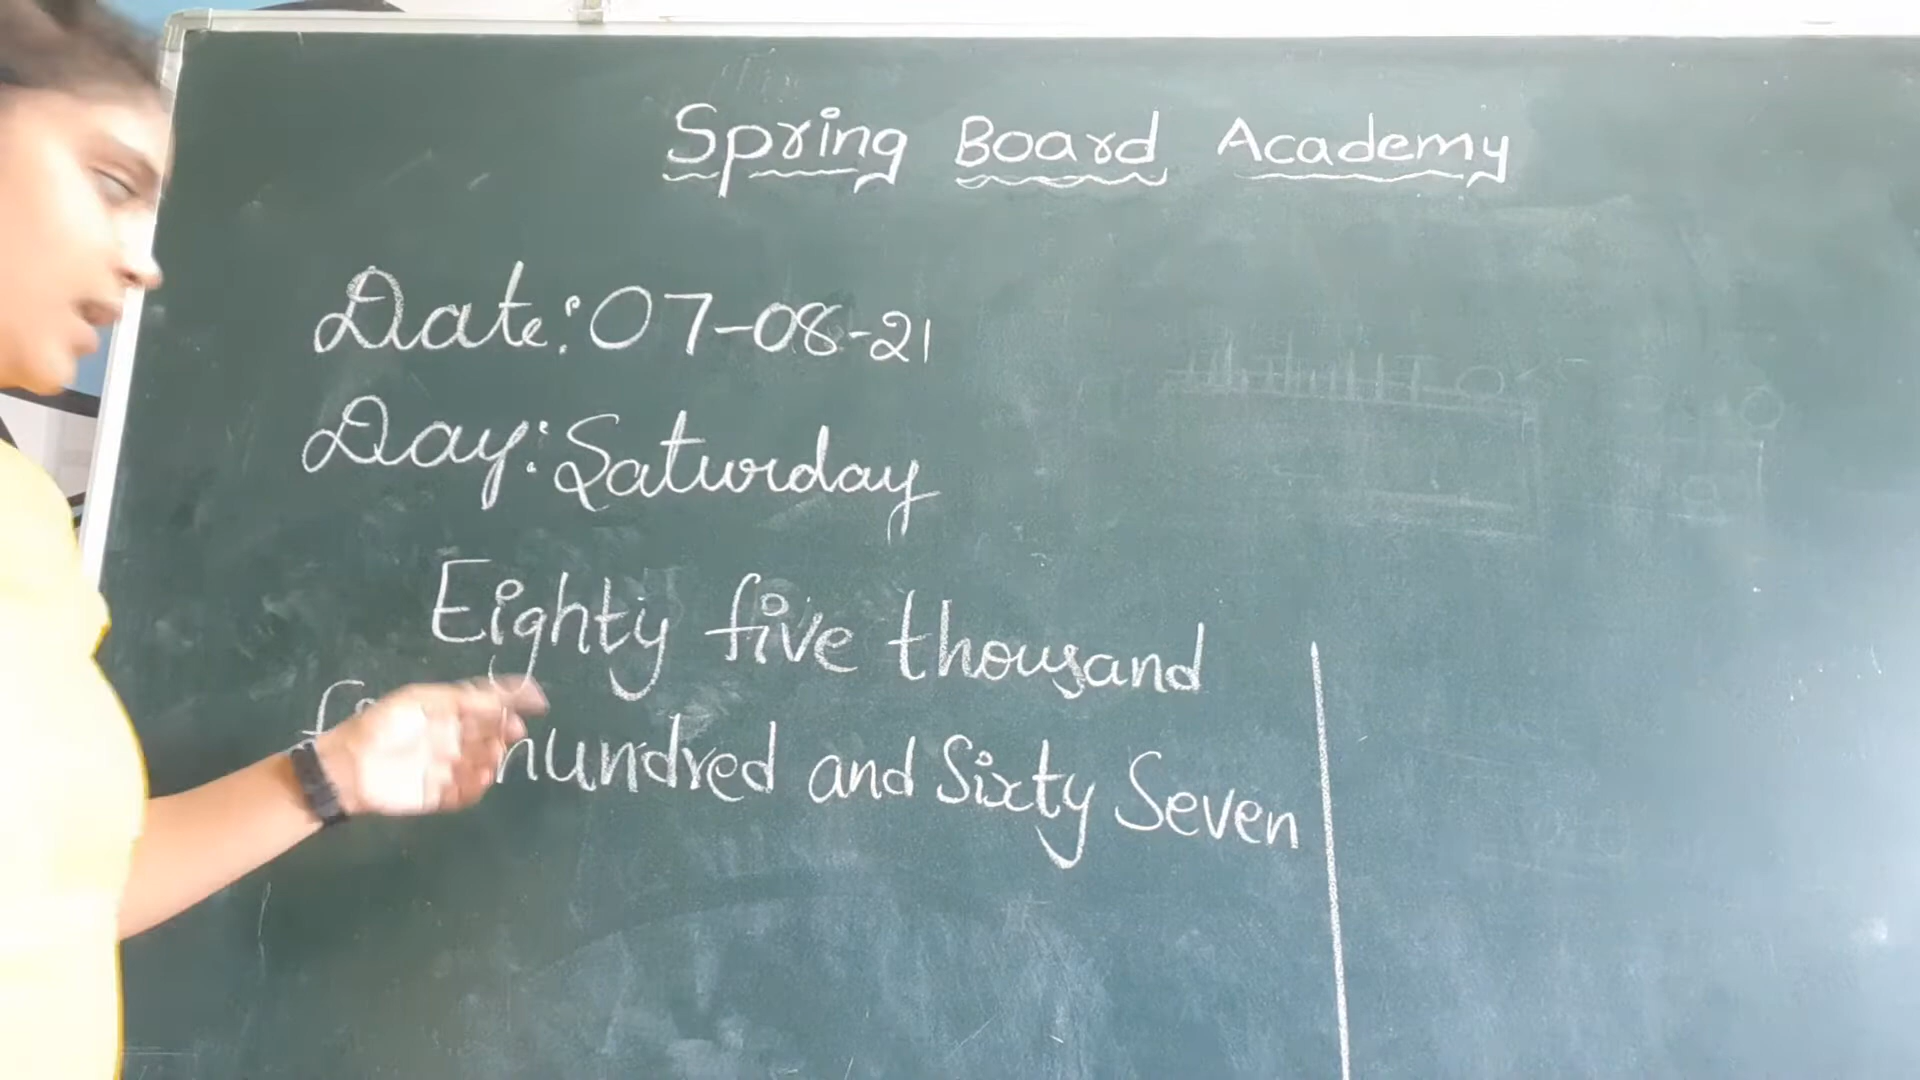 Spring Board Academy
Date: 07-08-21
Day: Saturday
Eighty five thousand
hundred and Sixty Seven